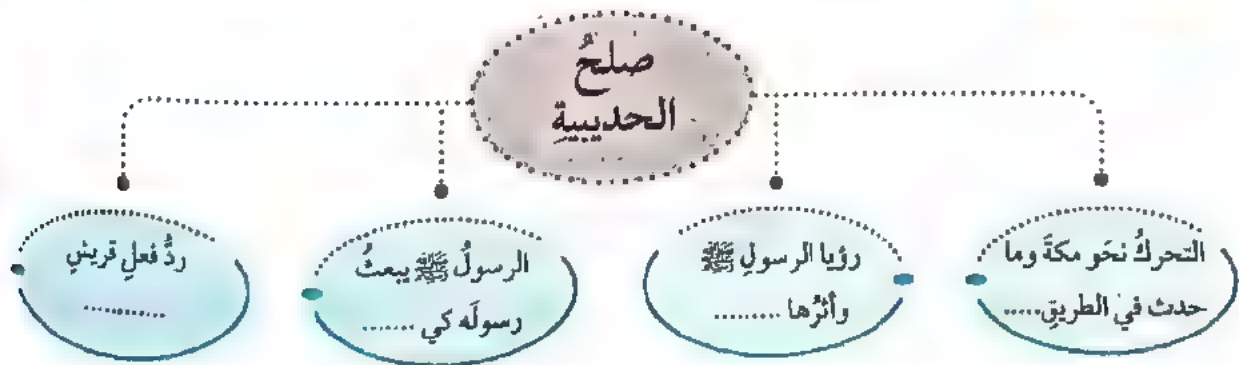 صلحُ
الحديبيةِ
التحركُ نحَو مكةَ وما
حدث في الطريقِ.....
رؤيا الرسولِ ﷺ
وأثرُها .........
الرسولُ ﷺ يبعثُ
رسولَه كي ........
ردُّ فعلِ قريشٍ
............